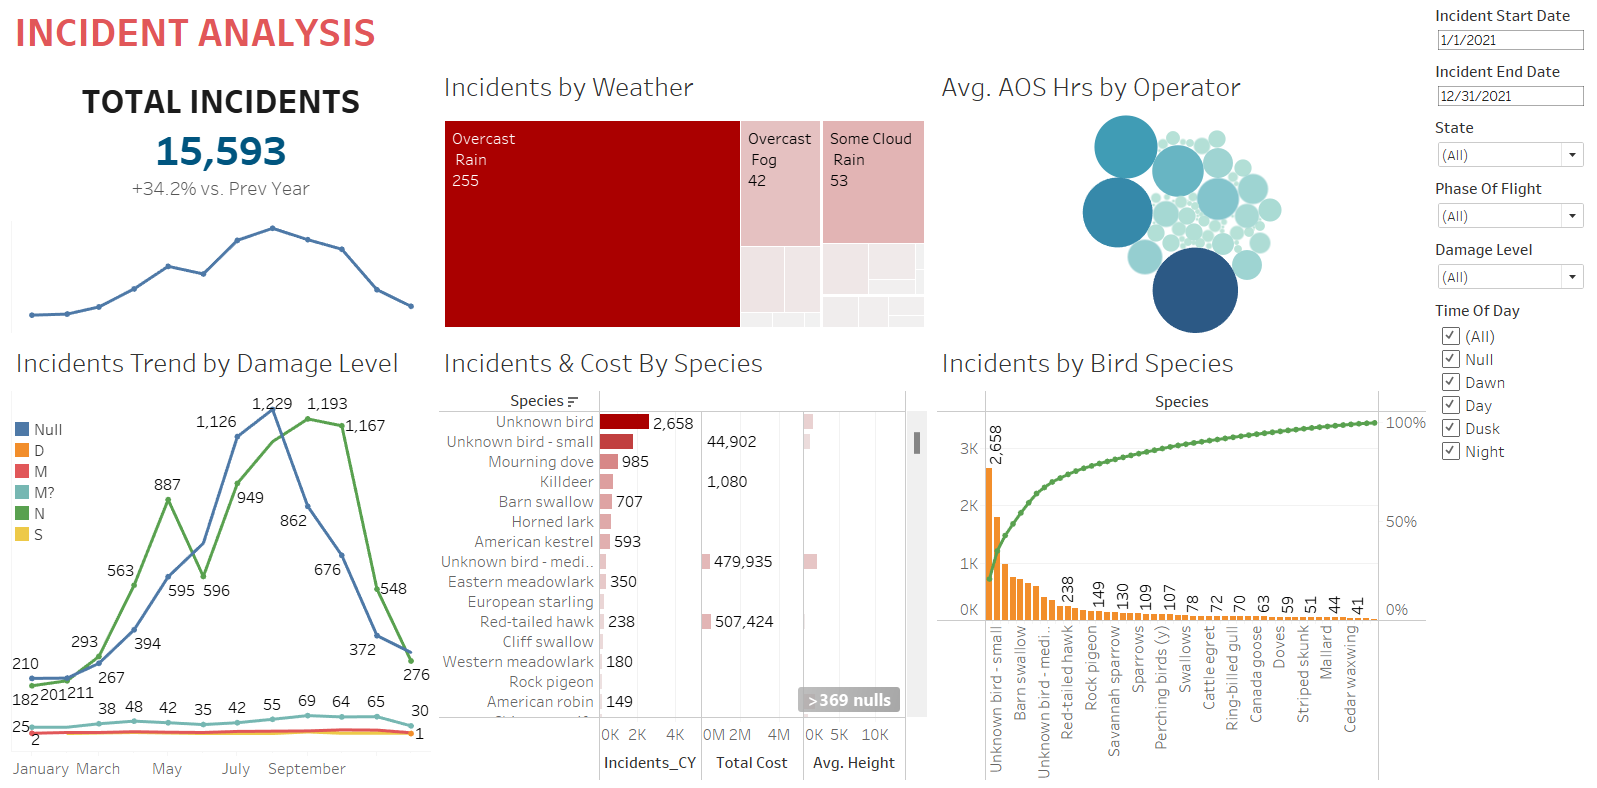 INCIDENT ANALYSIS
TOTAL INCIDENTS
15,593
+34.2% vs. Prev Year
Incidents by Weather
Overcast
Rain
255
Overcast
Fog
42
Some Cloud
Rain
53
Avg. AOS Hrs by Operator
Incident Start Date
1/1/2021
Incident End Date
12/31/2021
State
(All)
Phase Of Flight
(All)
Damage Level
(All)
Time Of Day
(All)
Null
Dawn
Day
Dusk
Night
Incidents Trend by Damage Level
Null
D
M
M?
N
S
1,229
1,193
1,126
1,167
887
949
862
563
595
596
676
548
394
372
293
267
276
210
182
201
211
25
2
38
48
42
35
42
55
69
64
65
30
1
January
March
May
July
September
Incidents & Cost By Species
Species
Unknown bird 2,658
Unknown bird - small 44,902
Mourning dove 985
Killdeer 1,080
Barn swallow 707
Horned lark
American kestrel 593
Unknown bird - medi.. 479,935
Eastern meadowlark 350
European starling
Red-tailed hawk 238 507,424
Cliff swallow
Western meadowlark 180
Rock pigeon
American robin 149
>369 nulls
0K 2K 4K 0M 2M 4M 0K 5K 10K
Incidents_CY Total Cost Avg. Height
Incidents by Bird Species
Species
3K
2K
1K
0K
100%
50%
0%
2,658
238
149
130
109
107
78
72
70
63
59
51
44
41
Unknown bird - small
Barn swallow
Unknown bird - medi..
Red-tailed hawk
Rock pigeon
Savannah sparrow
Sparrows
Perching birds (y)
Swallows
Cattle egret
Ring-billed gull
Canada goose
Doves
Striped skunk
Mallard
Cedar waxwing